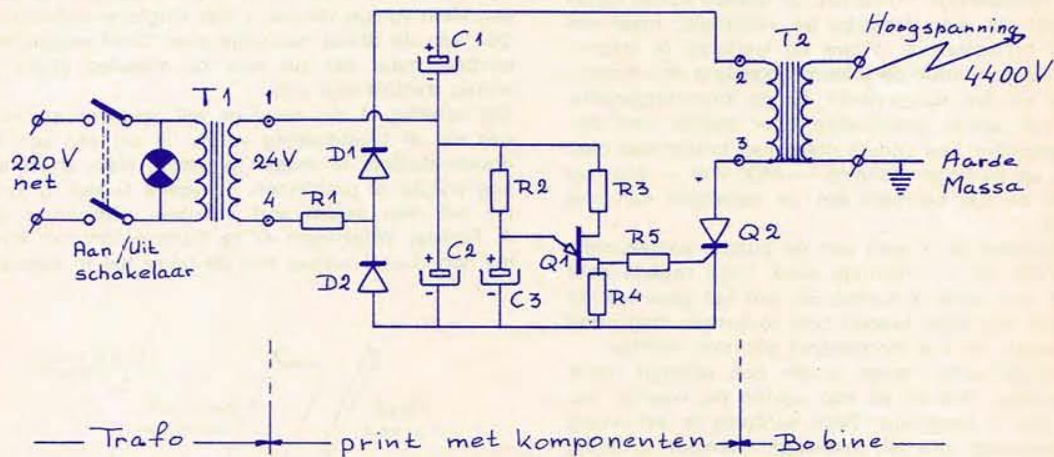 Hoogspanning
4400V
T2
2
3
Aarde
Massa
C1
+
-
T1
1
24V
4
220V
net
Aan/Uit
schakelaar
R1
D1
D2
C2
+
-
R2
C3
+
-
R3
Q1
R5
R4
Q2
Trafo
print met komponenten
Bobine